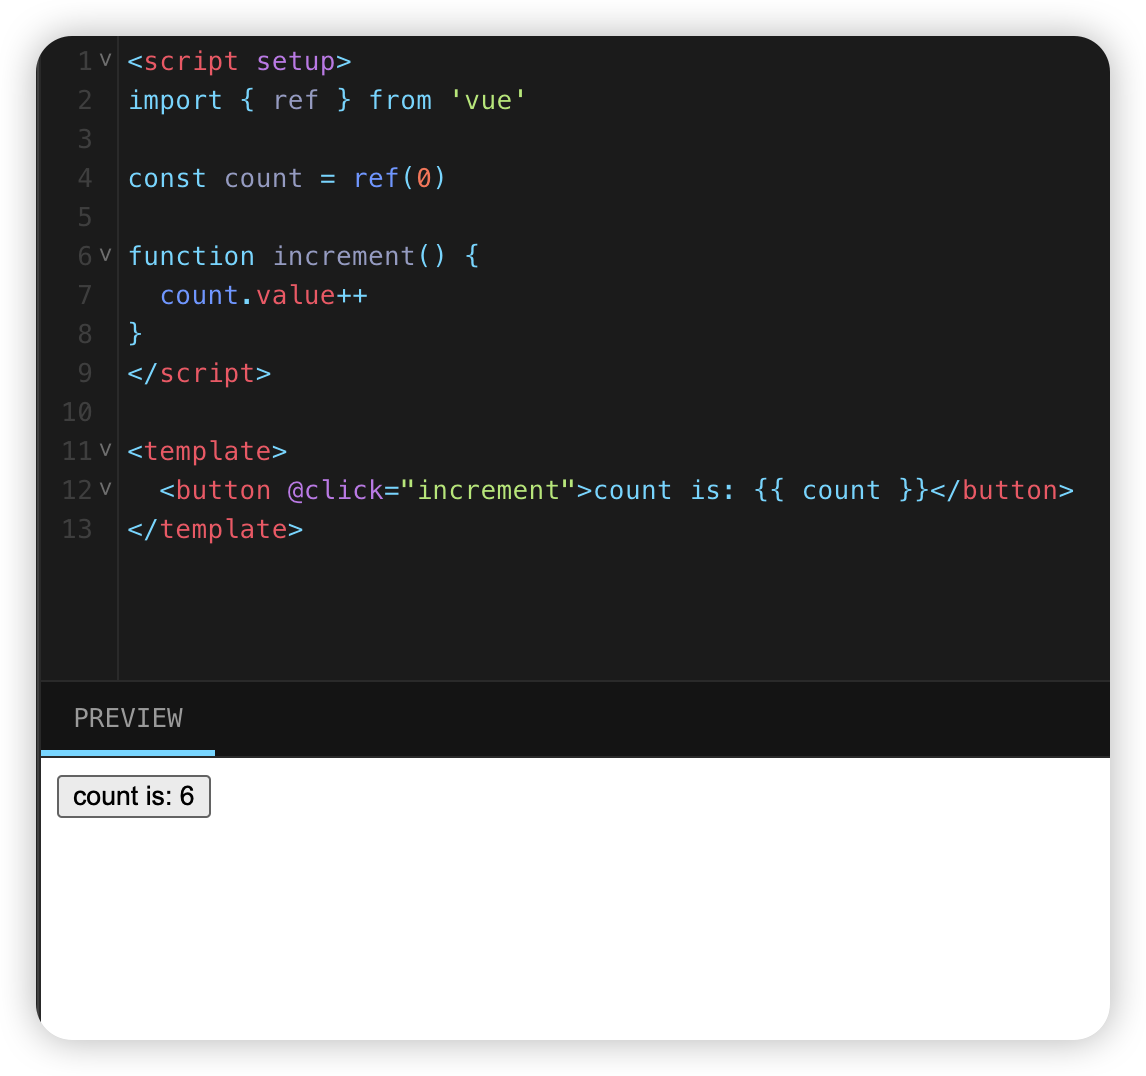 1 <script setup>
2 import { ref } from 'vue'
3
4 const count = ref(0)
5
6 function increment() {
7   count.value++
8 }
9 </script>
10
11 <template>
12   <button @click="increment">count is: {{ count }}</button>
13 </template>
PREVIEW
count is: 6